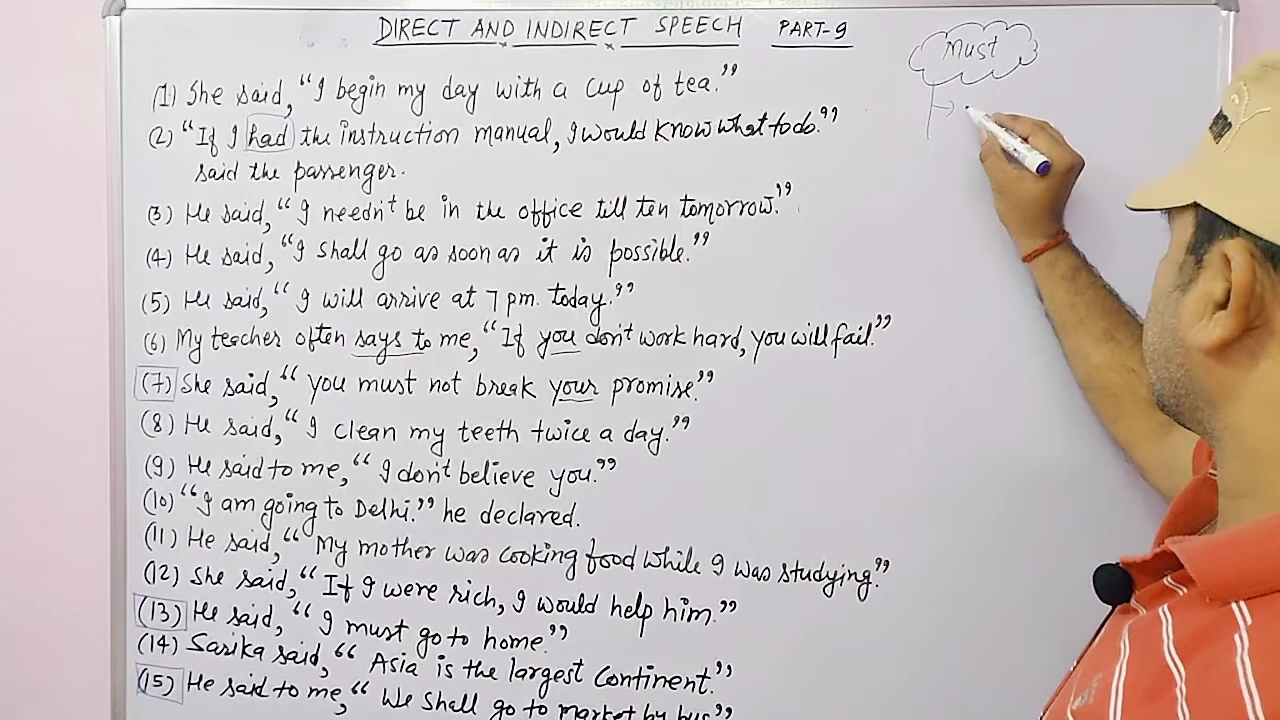 DIRECT AND INDIRECT SPEECH PART-9
Must
(1) She said, "I begin my day with a cup of tea."
(2) "If I had the instruction manual, I would know what to do."
said the passenger.
(3) He said, "I needn't be in the office till ten tomorrow."
(4) He said, "I shall go as soon as it is possible."
(5) He said, "I will arrive at 7 pm. today."
(6) My teacher often says to me, "If you don't work hard, you will fail."
(7) She said, "you must not break your promise."
(8) He said, "I clean my teeth twice a day."
(9) He said to me, "I don't believe you."
(10) "I am going to Delhi." he declared.
(11) He said, "My mother was cooking food while I was studying."
(12) She said, "If I were rich, I would help him."
(13) He said, "I must go to home."
(14) Sarika said, "Asia is the largest continent."
(15) He said to me, "We shall go to market by bus"